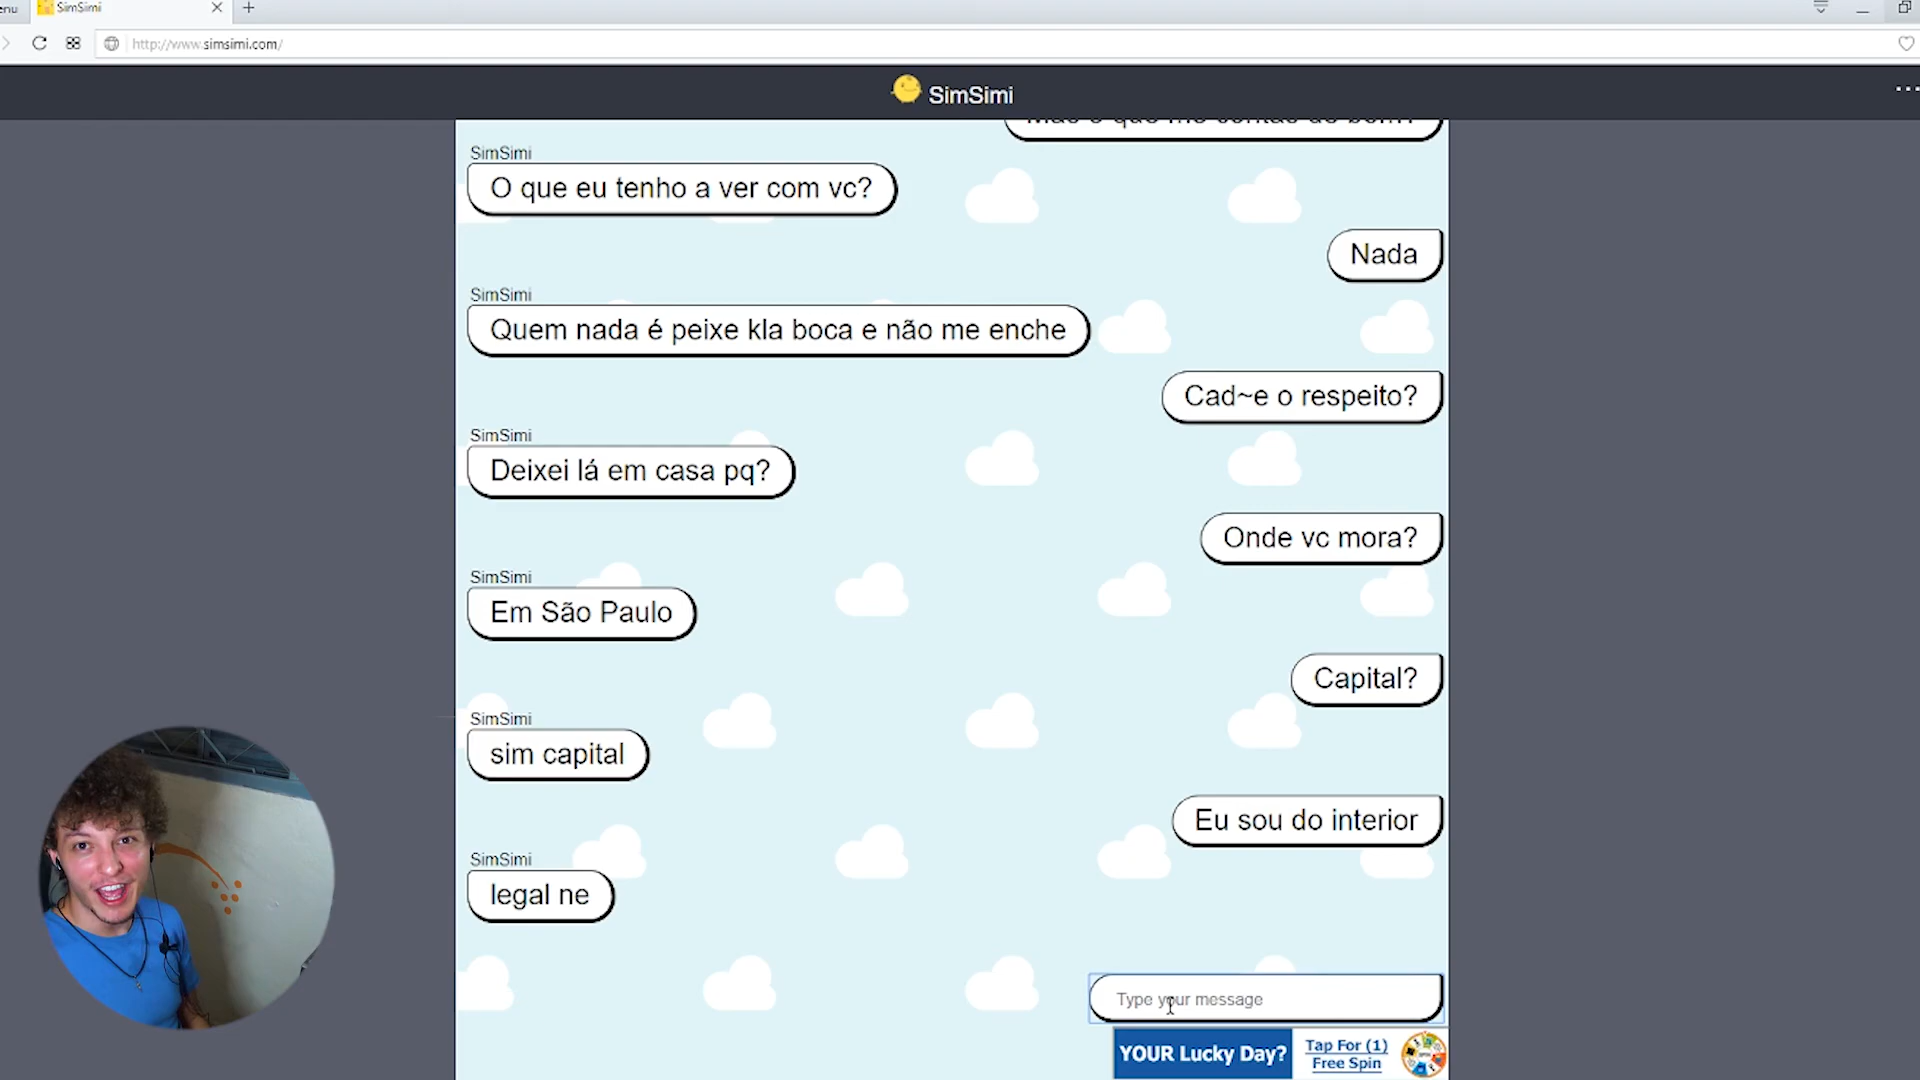 enu
SimSimi
http://www.simsimi.com/
SimSimi
SimSimi
O que eu tenho a ver com vc?
Nada
SimSimi
Quem nada é peixe kla boca e não me enche
Cad~e o respeito?
SimSimi
Deixei lá em casa pq?
Onde vc mora?
SimSimi
Em São Paulo
Capital?
SimSimi
sim capital
Eu sou do interior
SimSimi
legal ne
Type your message
YOUR Lucky Day?
Tap For (1)
Free Spin